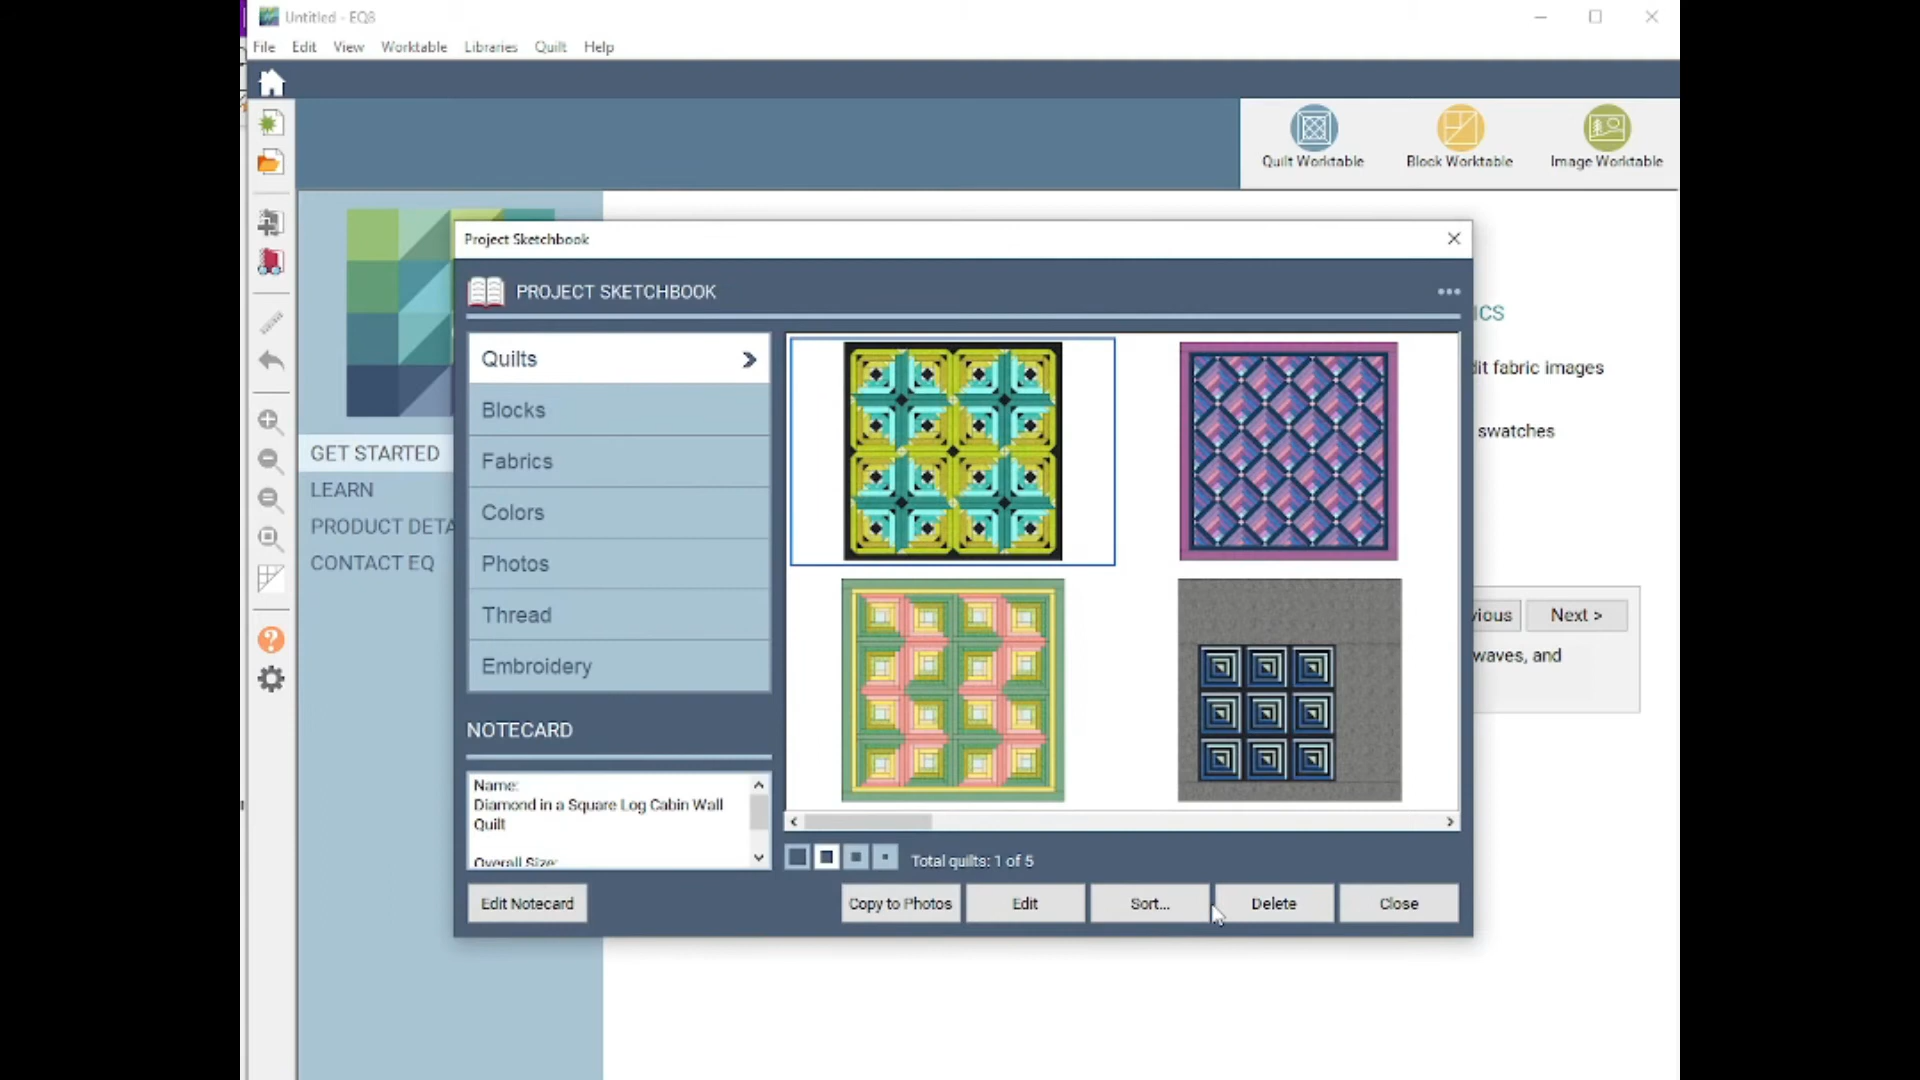 Untitled - EQ8
File Edit View Worktable Libraries Quilt Help
Quilt Worktable Block Worktable Image Worktable
Project Sketchbook
PROJECT SKETCHBOOK
Quilts
Blocks
Fabrics
Colors
Photos
Thread
Embroidery
NOTECARD
Name:
Diamond in a Square Log Cabin Wall
Quilt
Overall Size:
Total quilts: 1 of 5
Edit Notecard Copy to Photos Edit Sort... Delete Close
GET STARTED
LEARN
PRODUCT DETA
CONTACT EQ
ICS
dit fabric images
swatches
vious Next >
waves, and